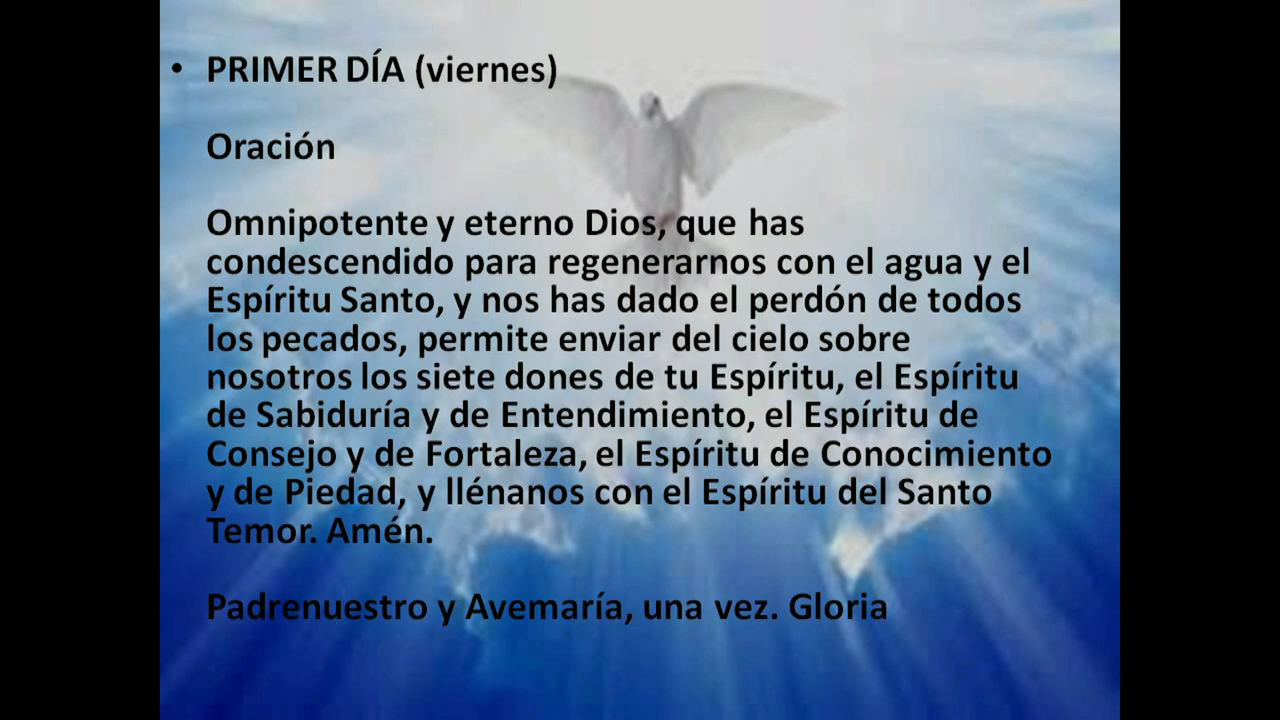 • PRIMER DÍA (viernes)
Oración
Omnipotente y eterno Dios, que has
condescendido para regenerarnos con el agua y el
Espíritu Santo, y nos has dado el perdón de todos
los pecados, permite enviar del cielo sobre
nosotros los siete dones de tu Espíritu, el Espíritu
de Sabiduría y de Entendimiento, el Espíritu de
Consejo y de Fortaleza, el Espíritu de Conocimiento
y de Piedad, y llénanos con el Espíritu del Santo
Temor. Amén.
Padrenuestro y Avemaría, una vez. Gloria